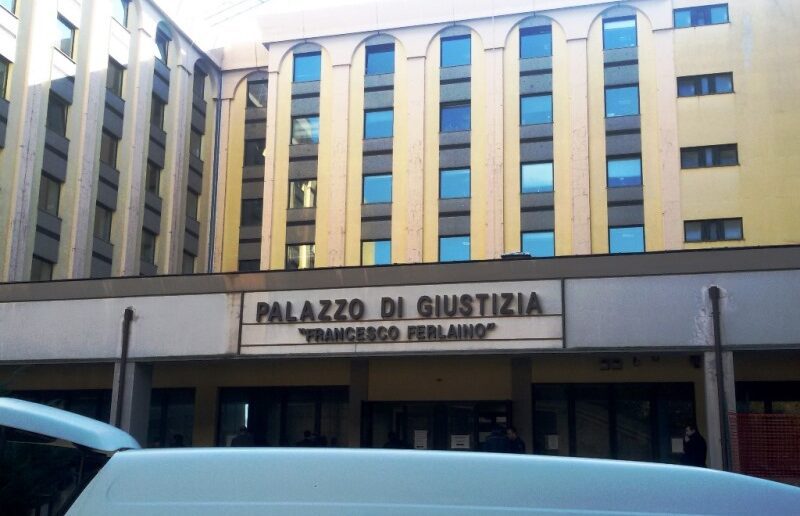 PALAZZO DI GIUSTIZIA
"FRANCESCO FERLAINO"